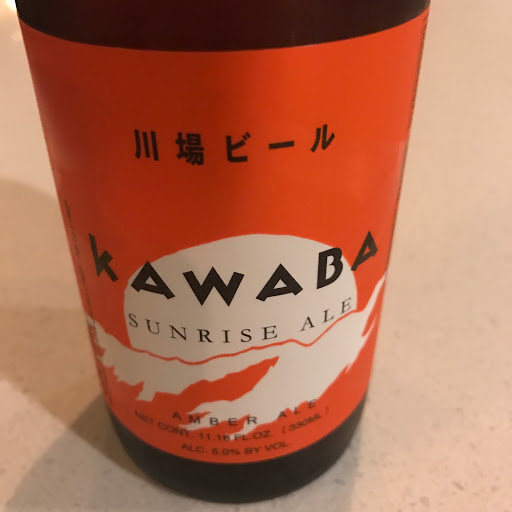 川場ビール
KAWABA
SUNRISE ALE
AMBER ALE
NET CONT. 11.16 FL.OZ. (330ML)
ALC. 5.0% BY VOL.